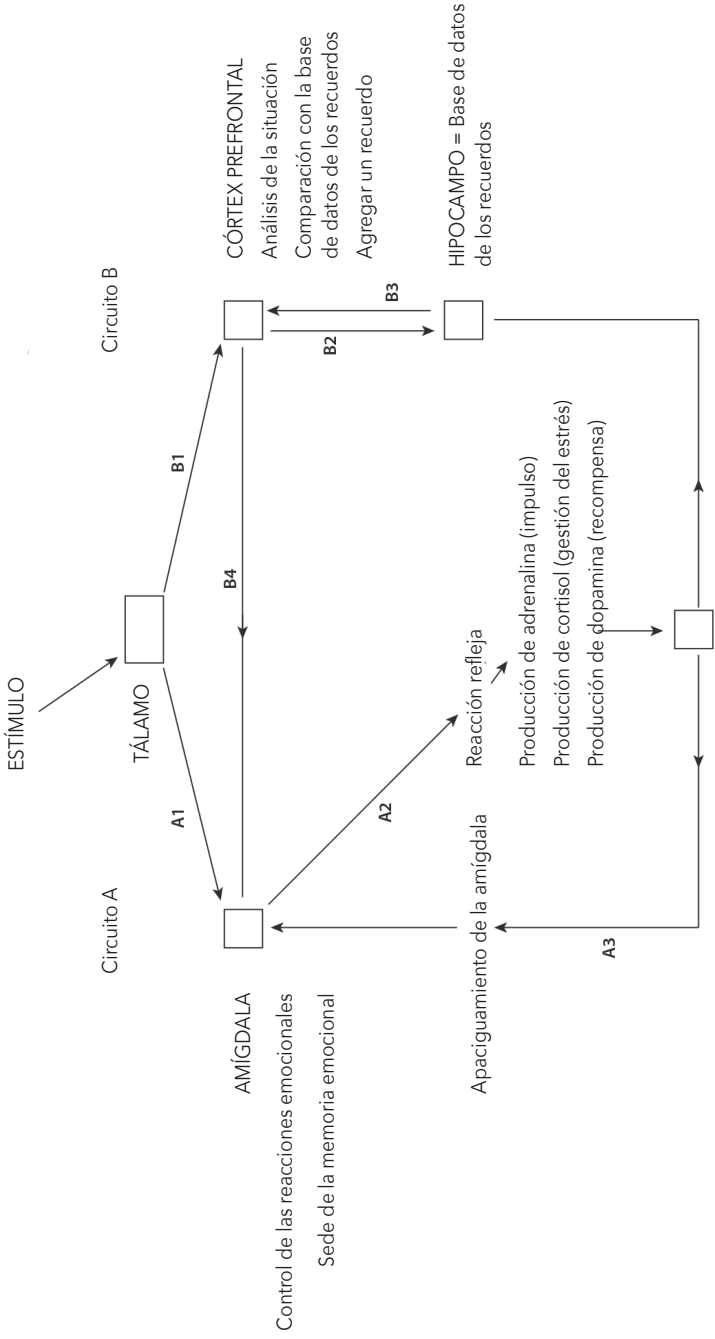 ESTÍMULO
Circuito A
Circuito B
TÁLAMO
A1
B1
AMÍGDALA
Control de las reacciones emocionales
Sede de la memoria emocional
B4
CÓRTEX PREFRONTAL
Análisis de la situación
Comparación con la base
de datos de los recuerdos
Agregar un recuerdo
A2
B2
B3
Apaciguamiento de la amígdala
Reacción refleja
HIPOCAMPO = Base de datos
de los recuerdos
Producción de adrenalina (impulso)
Producción de cortisol (gestión del estrés)
Producción de dopamina (recompensa)
A3